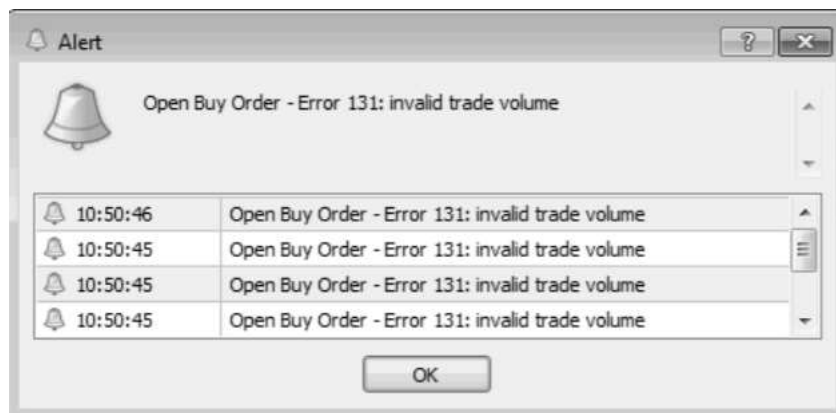 Alert
Open Buy Order - Error 131: invalid trade volume
10:50:46 Open Buy Order - Error 131: invalid trade volume
10:50:45 Open Buy Order - Error 131: invalid trade volume
10:50:45 Open Buy Order - Error 131: invalid trade volume
10:50:45 Open Buy Order - Error 131: invalid trade volume
OK